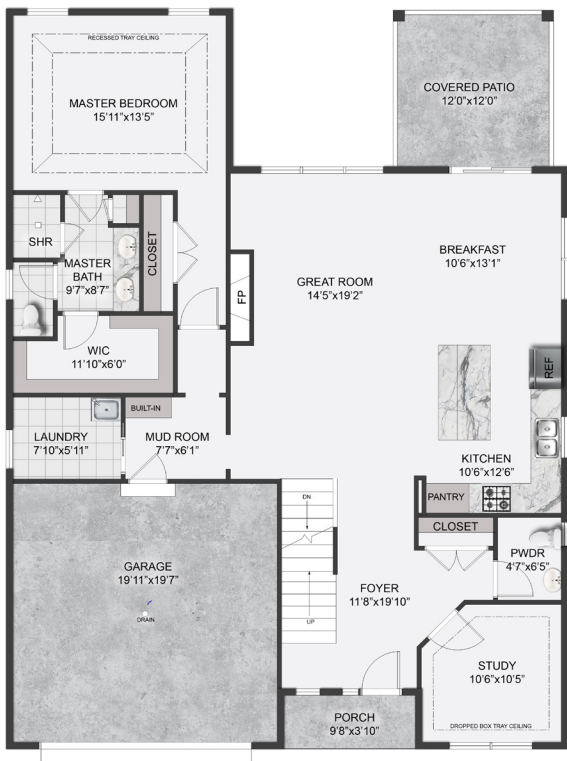 RECESSED TRAY CEILING
MASTER BEDROOM
15'11"x13'5"
COVERED PATIO
12'0"x12'0"
SHR
MASTER
BATH
9'7"x8'7"
CLOSET
FP
GREAT ROOM
14'5"x19'2"
BREAKFAST
10'6"x13'1"
WIC
11'10"x6'0"
REF
BUILT-IN
LAUNDRY
7'10"x5'11"
MUD ROOM
7'7"x6'1"
KITCHEN
10'6"x12'6"
PANTRY
DN
CLOSET
PWDR
4'7"x6'5"
GARAGE
19'11"x19'7"
DRAIN
FOYER
11'8"x19'10"
UP
STUDY
10'6"x10'5"
PORCH
9'8"x3'10"
DROPPED BOX TRAY CEILING